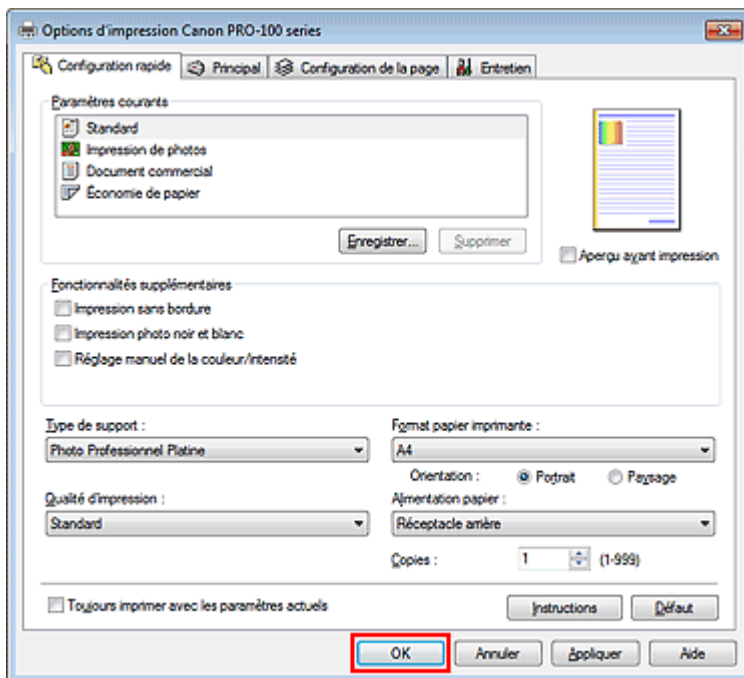 Options d'impression Canon PRO-100 series
Configuration rapide Principal Configuration de la page Entretien
Paramètres courants
Standard
Impression de photos
Document commercial
Économie de papier
Enregistrer... Supprimer
Aperçu avant impression
Fonctionnalités supplémentaires
Impression sans bordure
Impression photo noir et blanc
Réglage manuel de la couleur/intensité
Type de support : Format papier imprimante :
Photo Professionnel Platine A4
Orientation : Portrait Paysage
Qualité d'impression : Alimentation papier :
Standard Réceptacle arrière
Copies : 1 (1-999)
Toujours imprimer avec les paramètres actuels Instructions Défaut
OK Annuler Appliquer Aide